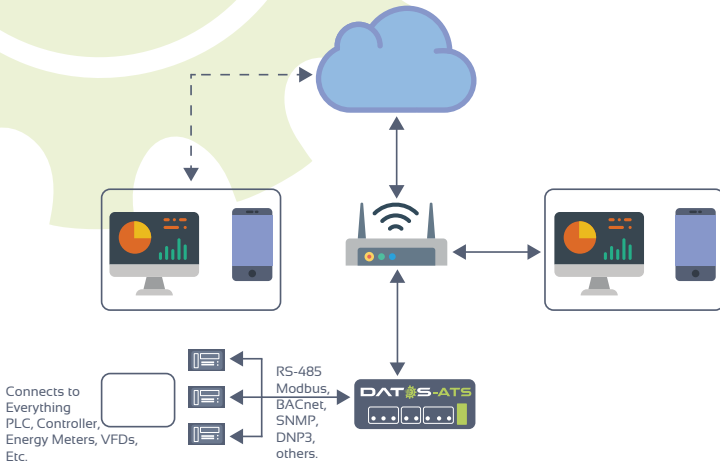 RS-485
Modbus,
BACnet,
SNMP,
DNP3,
others.
Connects to
Everything
PLC, Controller,
Energy Meters, VFDs,
Etc.
DATOS-ATS